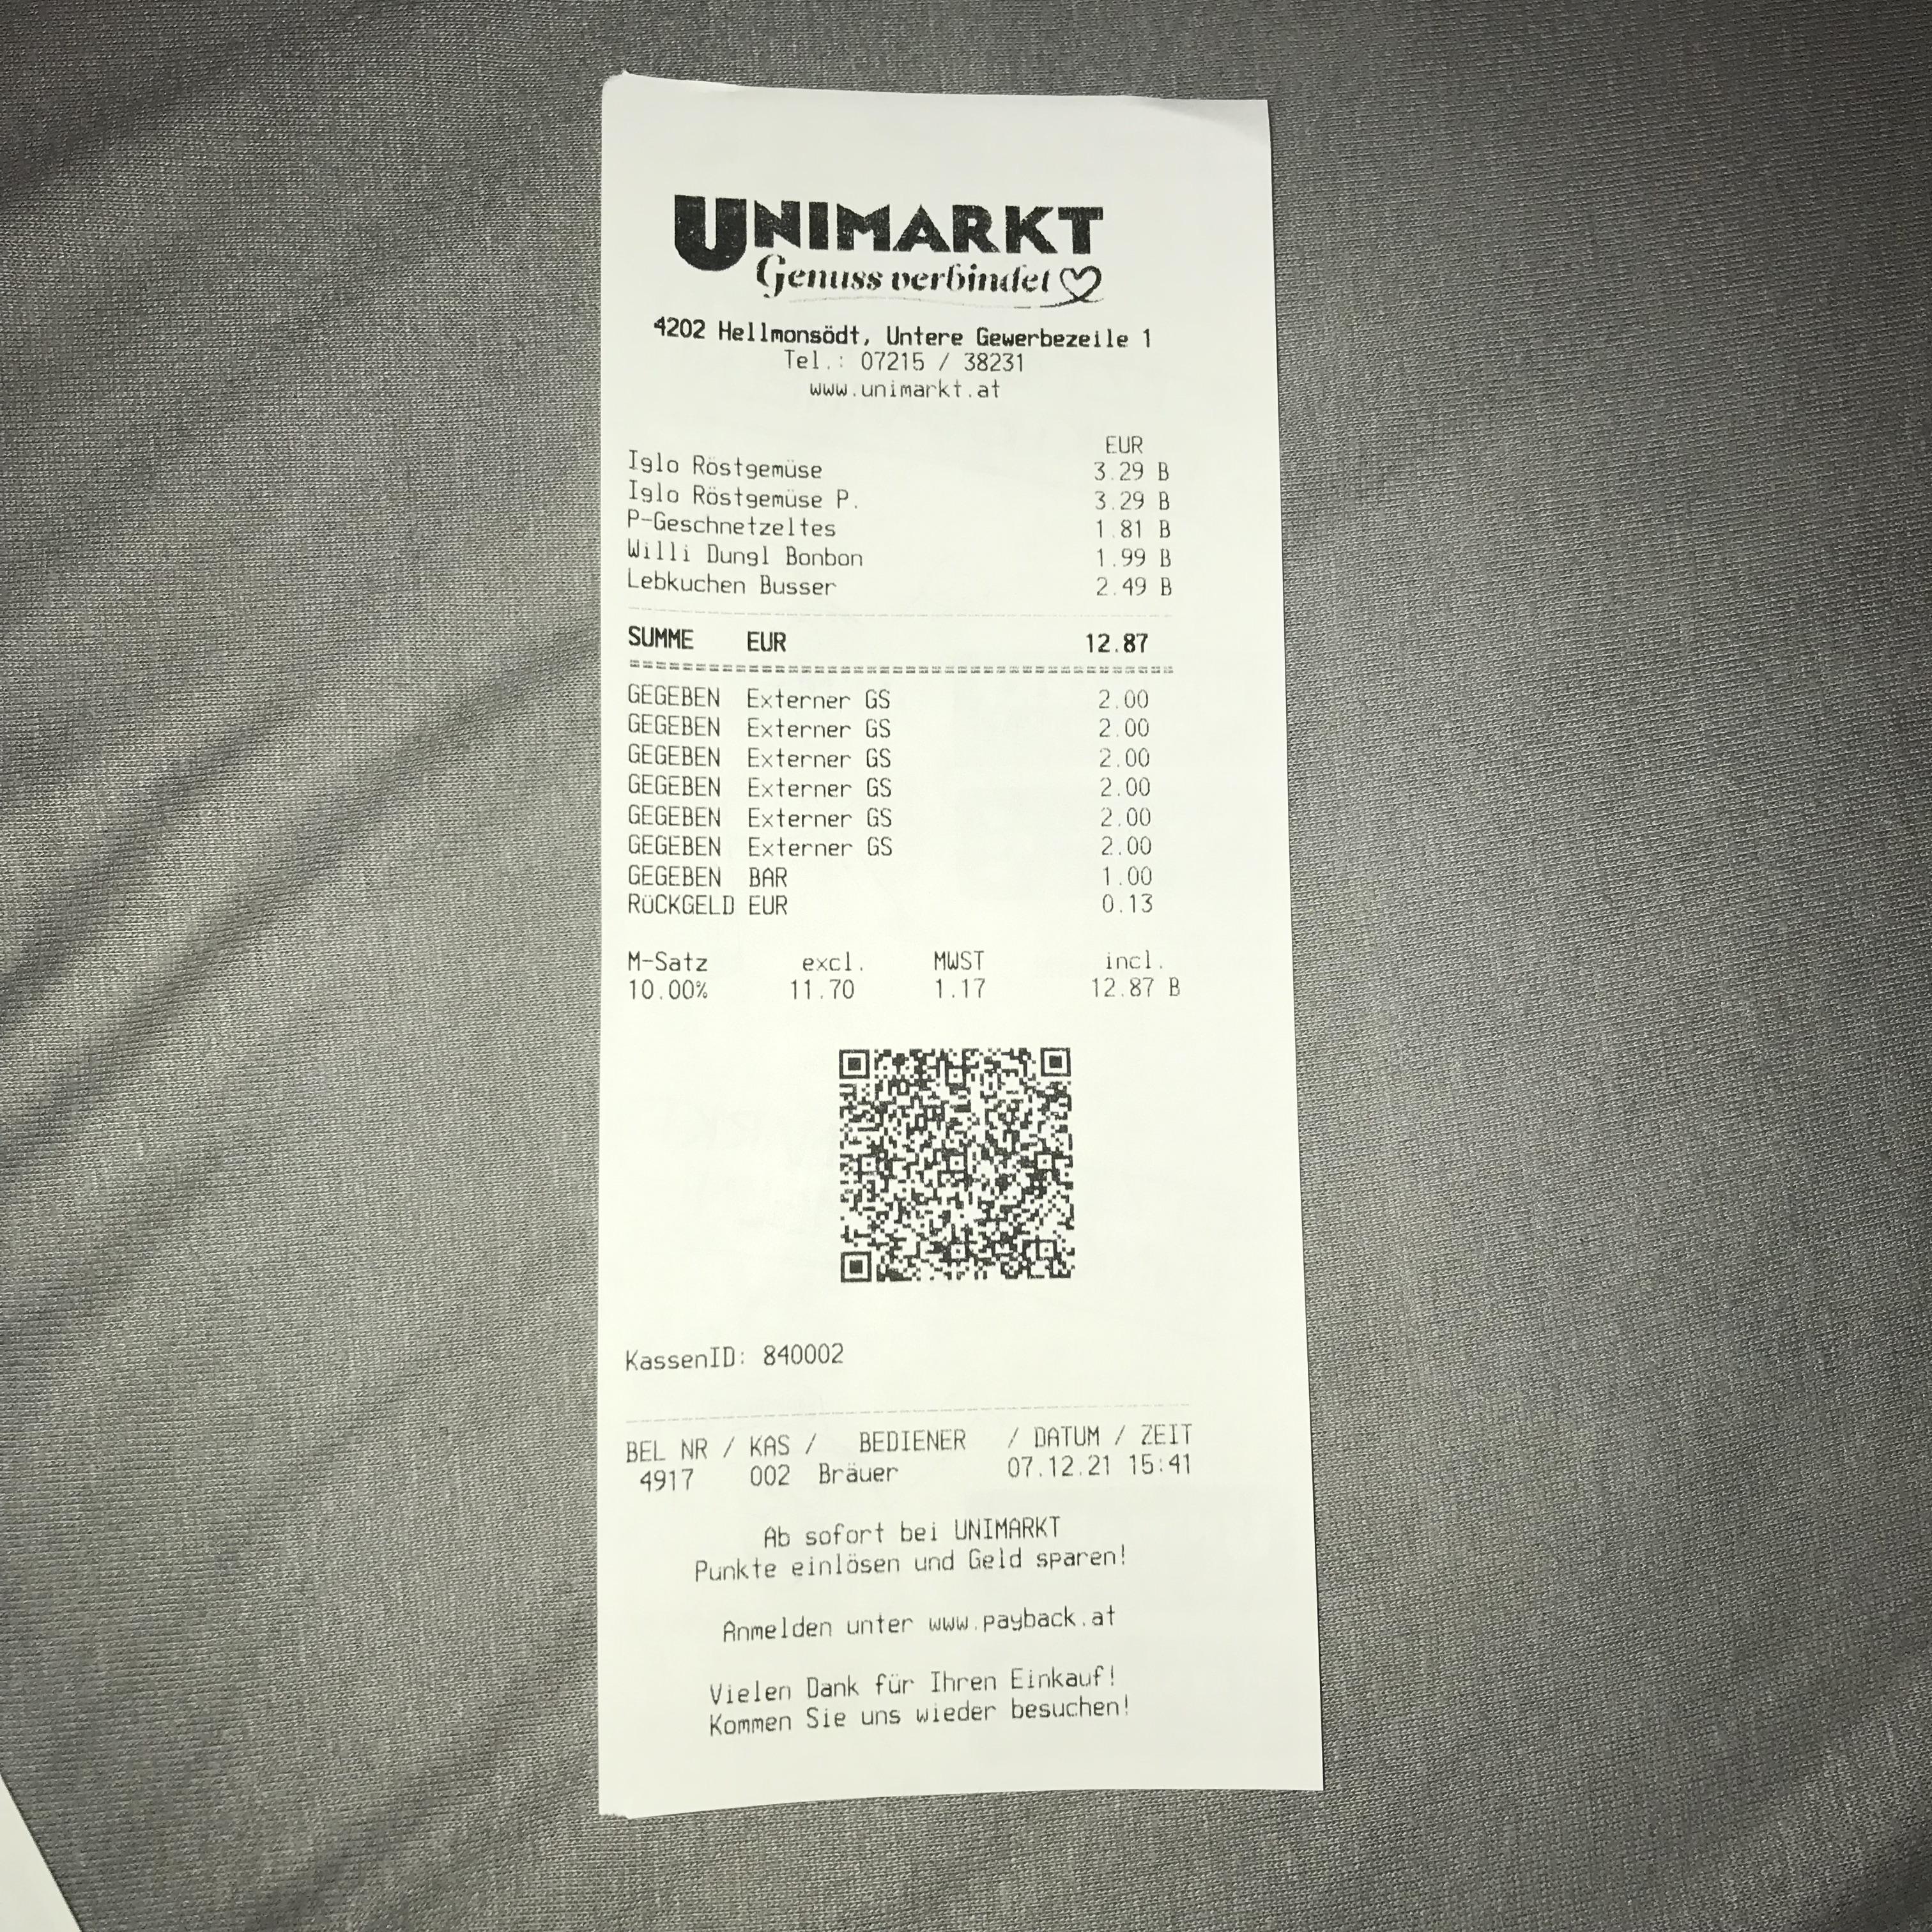 UNIMARKT
Genuss verbindet
4202 Hellmonsödt, Untere Gewerbezeile 1
Tel.: 07215 / 38231
www.unimarkt.at
EUR
Iglo Röstgemüse 3.29 B
Iglo Röstgemüse P. 3.29 B
P-Geschnetzeltes 1.81 B
Willi Dungl Bonbon 1.99 B
Lebkuchen Busser 2.49 B
SUMME EUR 12.87
GEGEBEN Externer GS 2.00
GEGEBEN Externer GS 2.00
GEGEBEN Externer GS 2.00
GEGEBEN Externer GS 2.00
GEGEBEN Externer GS 2.00
GEGEBEN Externer GS 2.00
GEGEBEN BAR 1.00
RÜCKGELD EUR 0.13
M-Satz excl. MWST incl.
10.00% 11.70 1.17 12.87 B
KassenID: 840002
BEL NR / KAS / BEDIENER / DATUM / ZEIT
4917 002 Bräuer 07.12.21 15:41
Ab sofort bei UNIMARKT
Punkte einlösen und Geld sparen!
Anmelden unter www.payback.at
Vielen Dank für Ihren Einkauf!
Kommen Sie uns wieder besuchen!